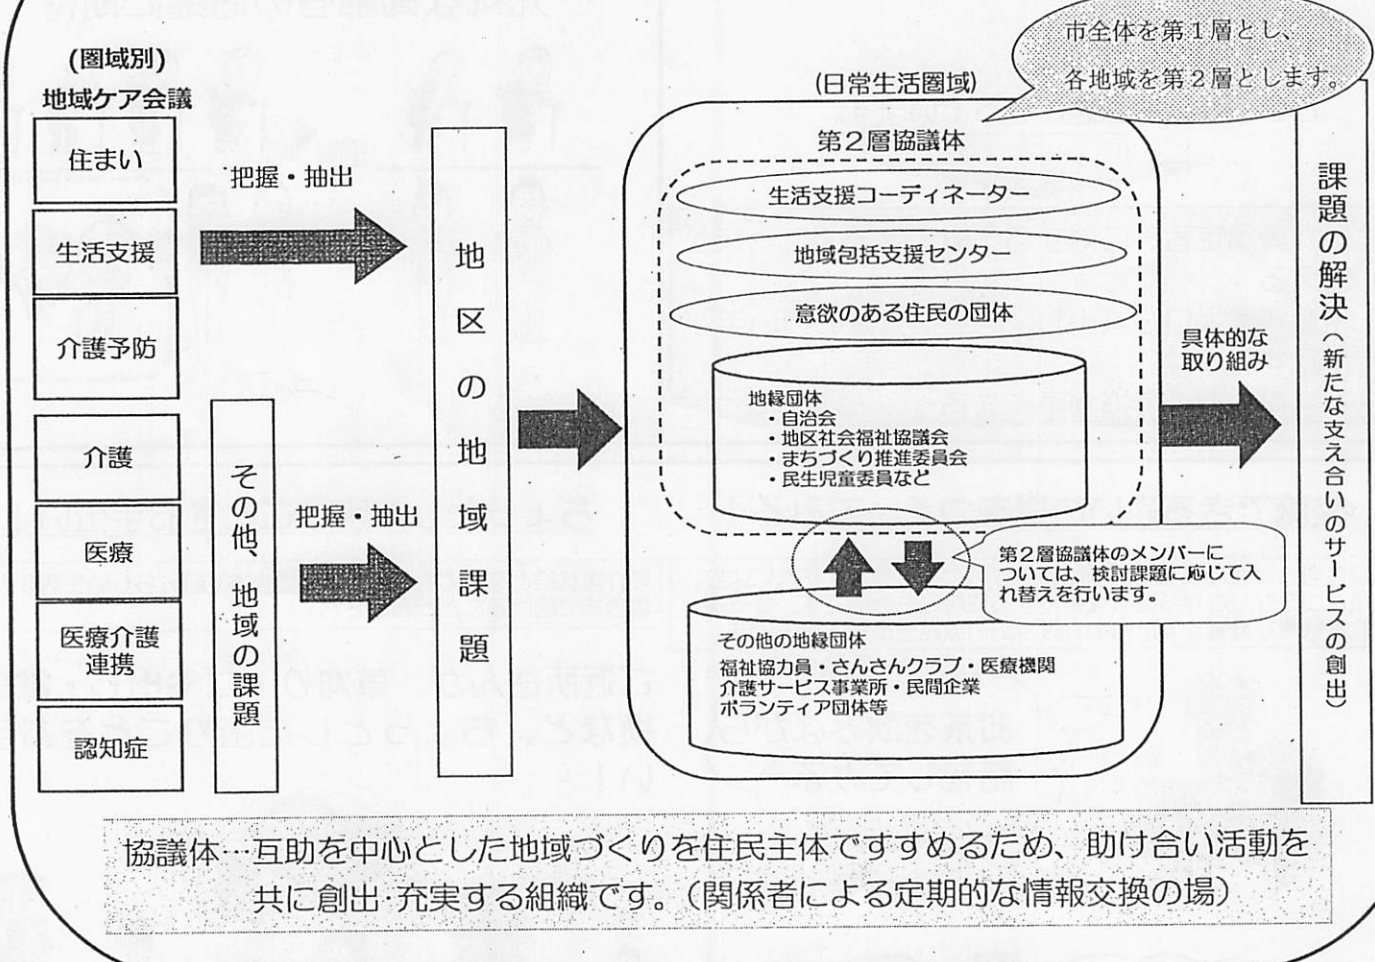 市全体を第1層とし、
各地域を第2層とします。
(圏域別)
地域ケア会議
住まい
生活支援
介護予防
介護
医療
医療介護
連携
認知症
把握・抽出
その他、地域の課題
把握・抽出
地区の地域課題
(日常生活圏域)
第2層協議体
生活支援コーディネータ
地域包括支援センター
意欲のある住民の団体
地縁団体
・自治会
・地区社会福祉協議会
・まちづくり推進委員会
・民生児童委員など
第2層協議体のメンバーに
ついては、検討課題に応じて入
れ替えを行います。
その他の地縁団体
福祉協力員・さんさんクラブ・医療機関
介護サービス事業所・民間企業
ボランティア団体等
具体的な
取り組み
課題の解決(新たな支え合いのサービスの創出)
協議体…互助を中心とした地域づくりを住民主体ですすめるため、助け合い活動を
共に創出・充実する組織です。(関係者による定期的な情報交換の場)